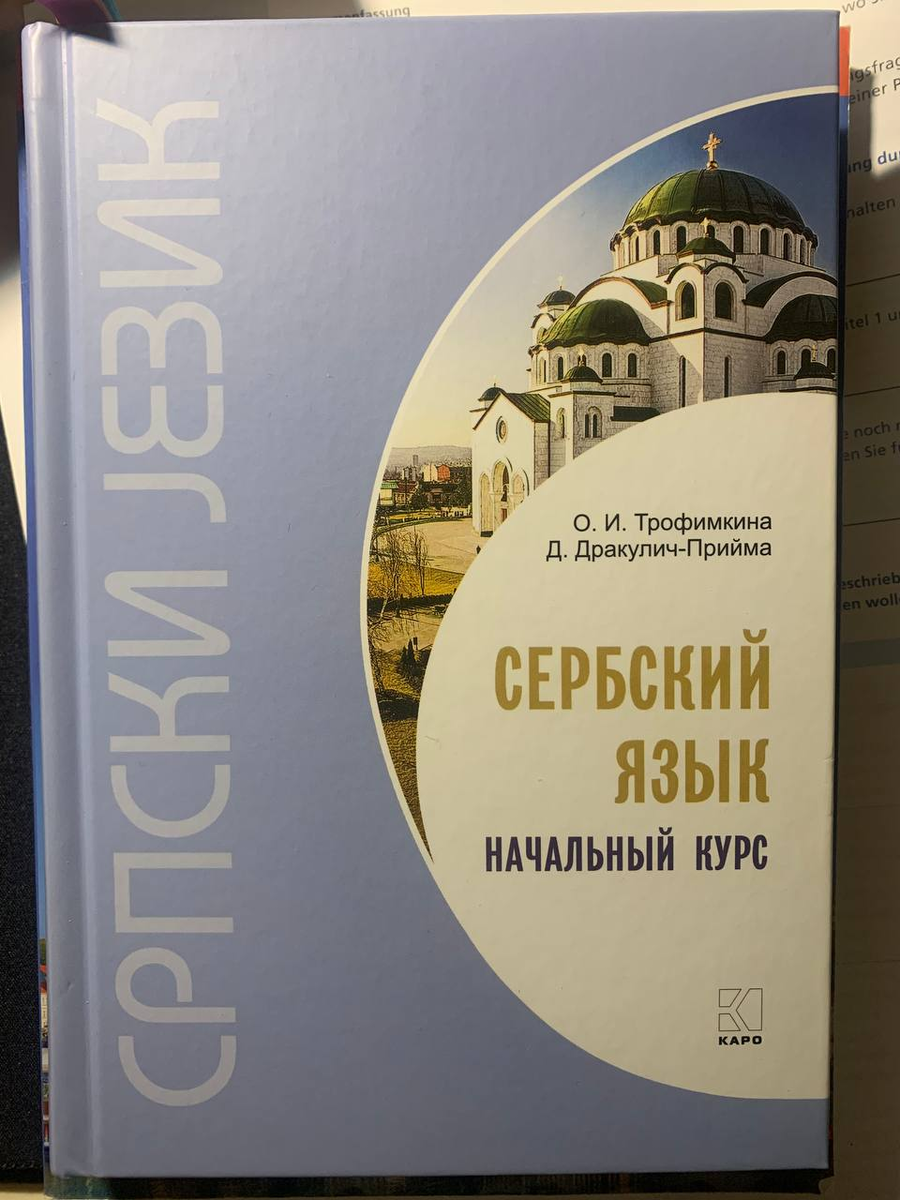 СРПСКИ ЈЕЗИК
О. И. Трофимкина
Д. Дракулич-Прийма
СЕРБСКИЙ
ЯЗЫК
НАЧАЛЬНЫЙ КУРС
КАРО